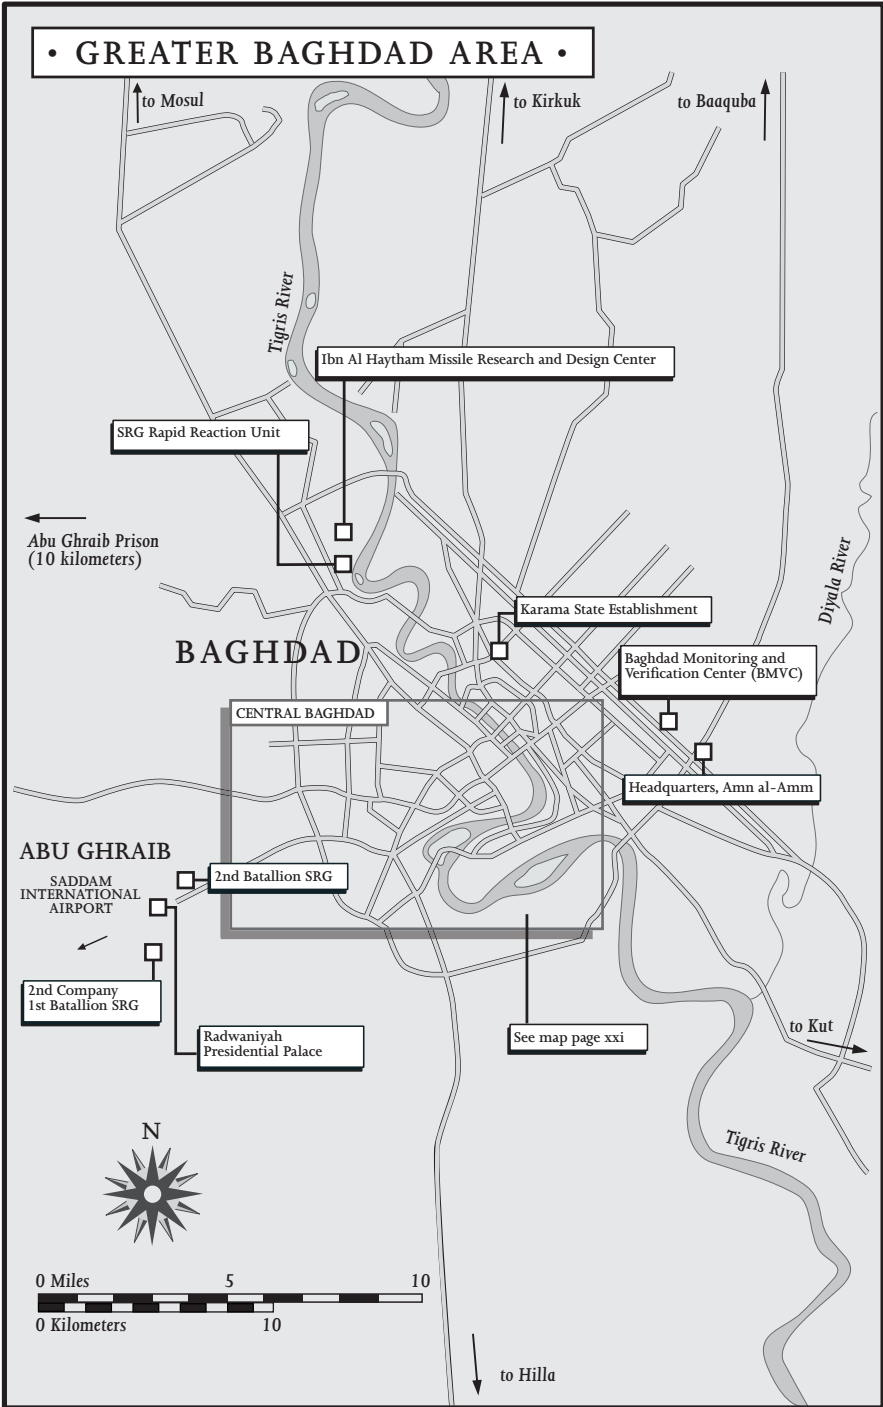 • GREATER BAGHDAD AREA •
to Mosul
to Kirkuk
to Baaquba
Tigris River
Ibn Al Haytham Missile Research and Design Center
SRG Rapid Reaction Unit
Abu Ghraib Prison
(10 kilometers)
Diyala River
Karama State Establishment
BAGHDAD
Baghdad Monitoring and
Verification Center (BMVC)
CENTRAL BAGHDAD
Headquarters, Amn al-Amm
ABU GHRAIB
SADDAM
INTERNATIONAL
AIRPORT
2nd Batallion SRG
2nd Company
1st Batallion SRG
Radwaniyah
Presidential Palace
See map page xxi
to Kut
Tigris River
N
0 Miles 5 10
0 Kilometers 10
to Hilla